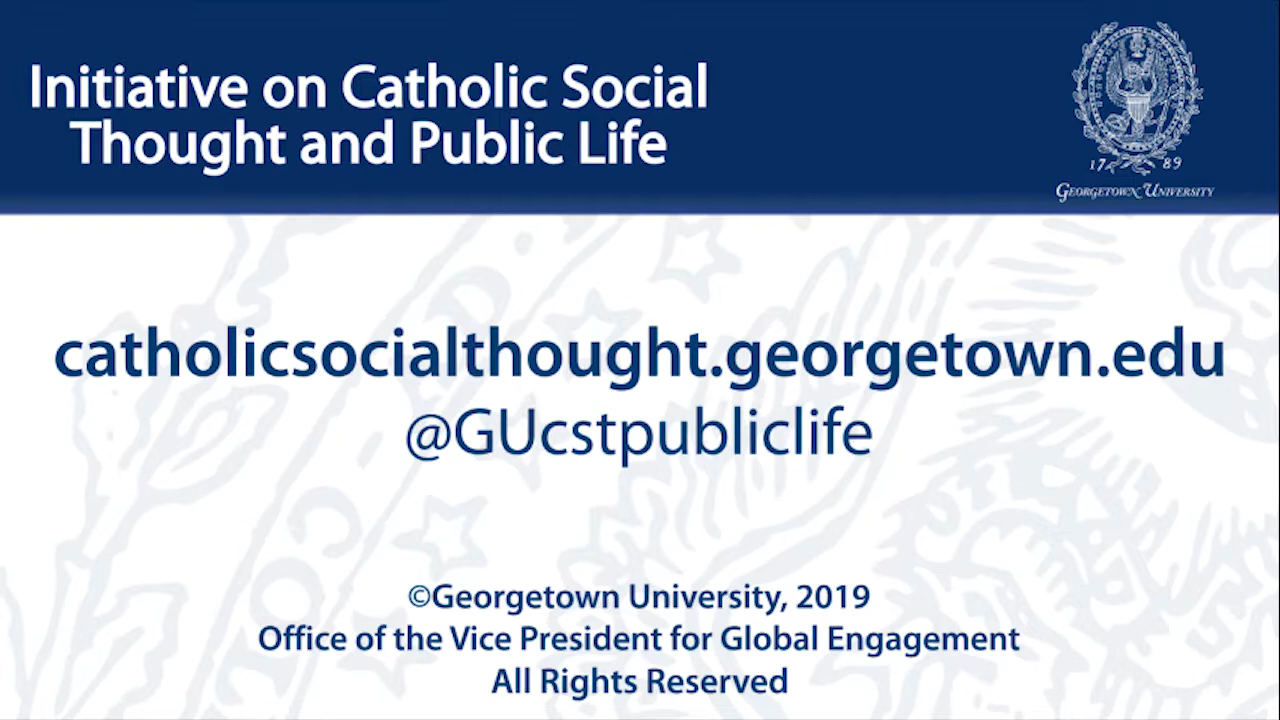 Initiative on Catholic Social
Thought and Public Life
17 89
GEORGETOWN UNIVERSITY
catholicsocialthought.georgetown.edu
@GUcstpubliclife
©Georgetown University, 2019
Office of the Vice President for Global Engagement
All Rights Reserved